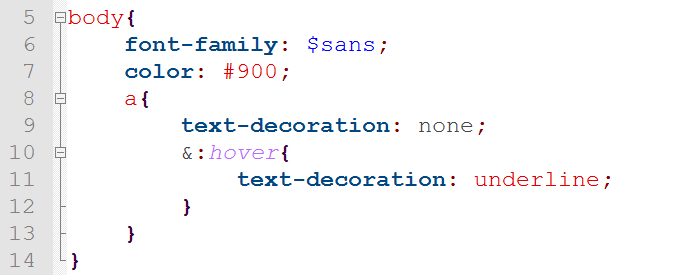 5 body{
6 font-family: $sans;
7 color: #900;
8 a{
9 text-decoration: none;
10 &:hover{
11 text-decoration: underline;
12 }
13 }
14 }